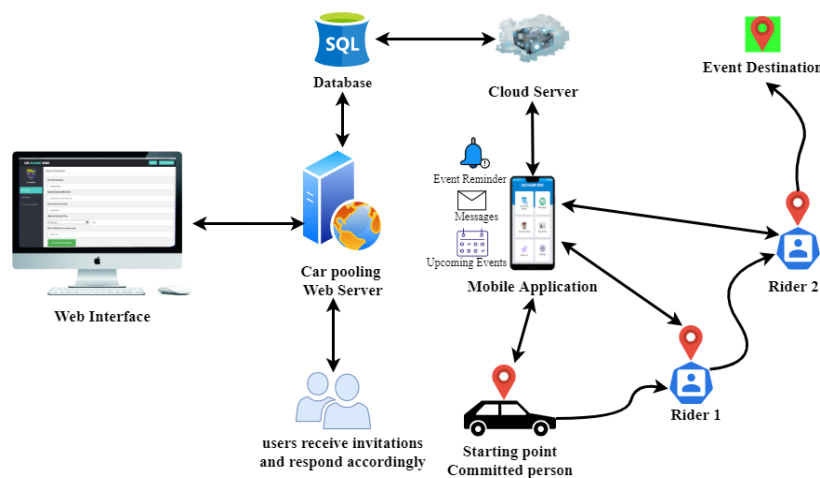 SQL
Database
Cloud Server
Event Destination
Event Reminder
Messages
Upcoming Events
Mobile Application
Car pooling
Web Server
Web Interface
Rider 2
Rider 1
users receive invitations
and respond accordingly
Starting point
Committed person